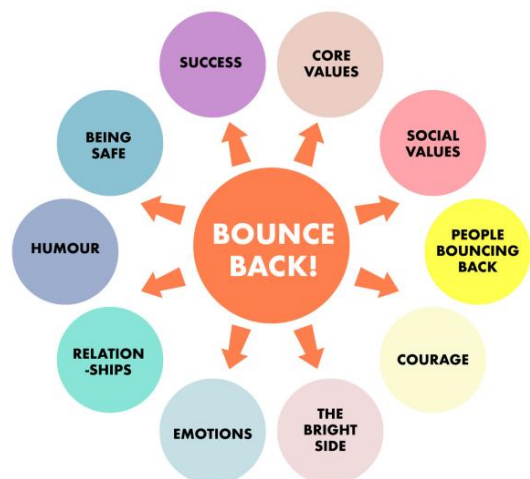 SUCCESS
CORE
VALUES
BEING
SAFE
SOCIAL
VALUES
HUMOUR
BOUNCE
BACK!
PEOPLE
BOUNCING
BACK
RELATION
-SHIPS
COURAGE
EMOTIONS
THE
BRIGHT
SIDE